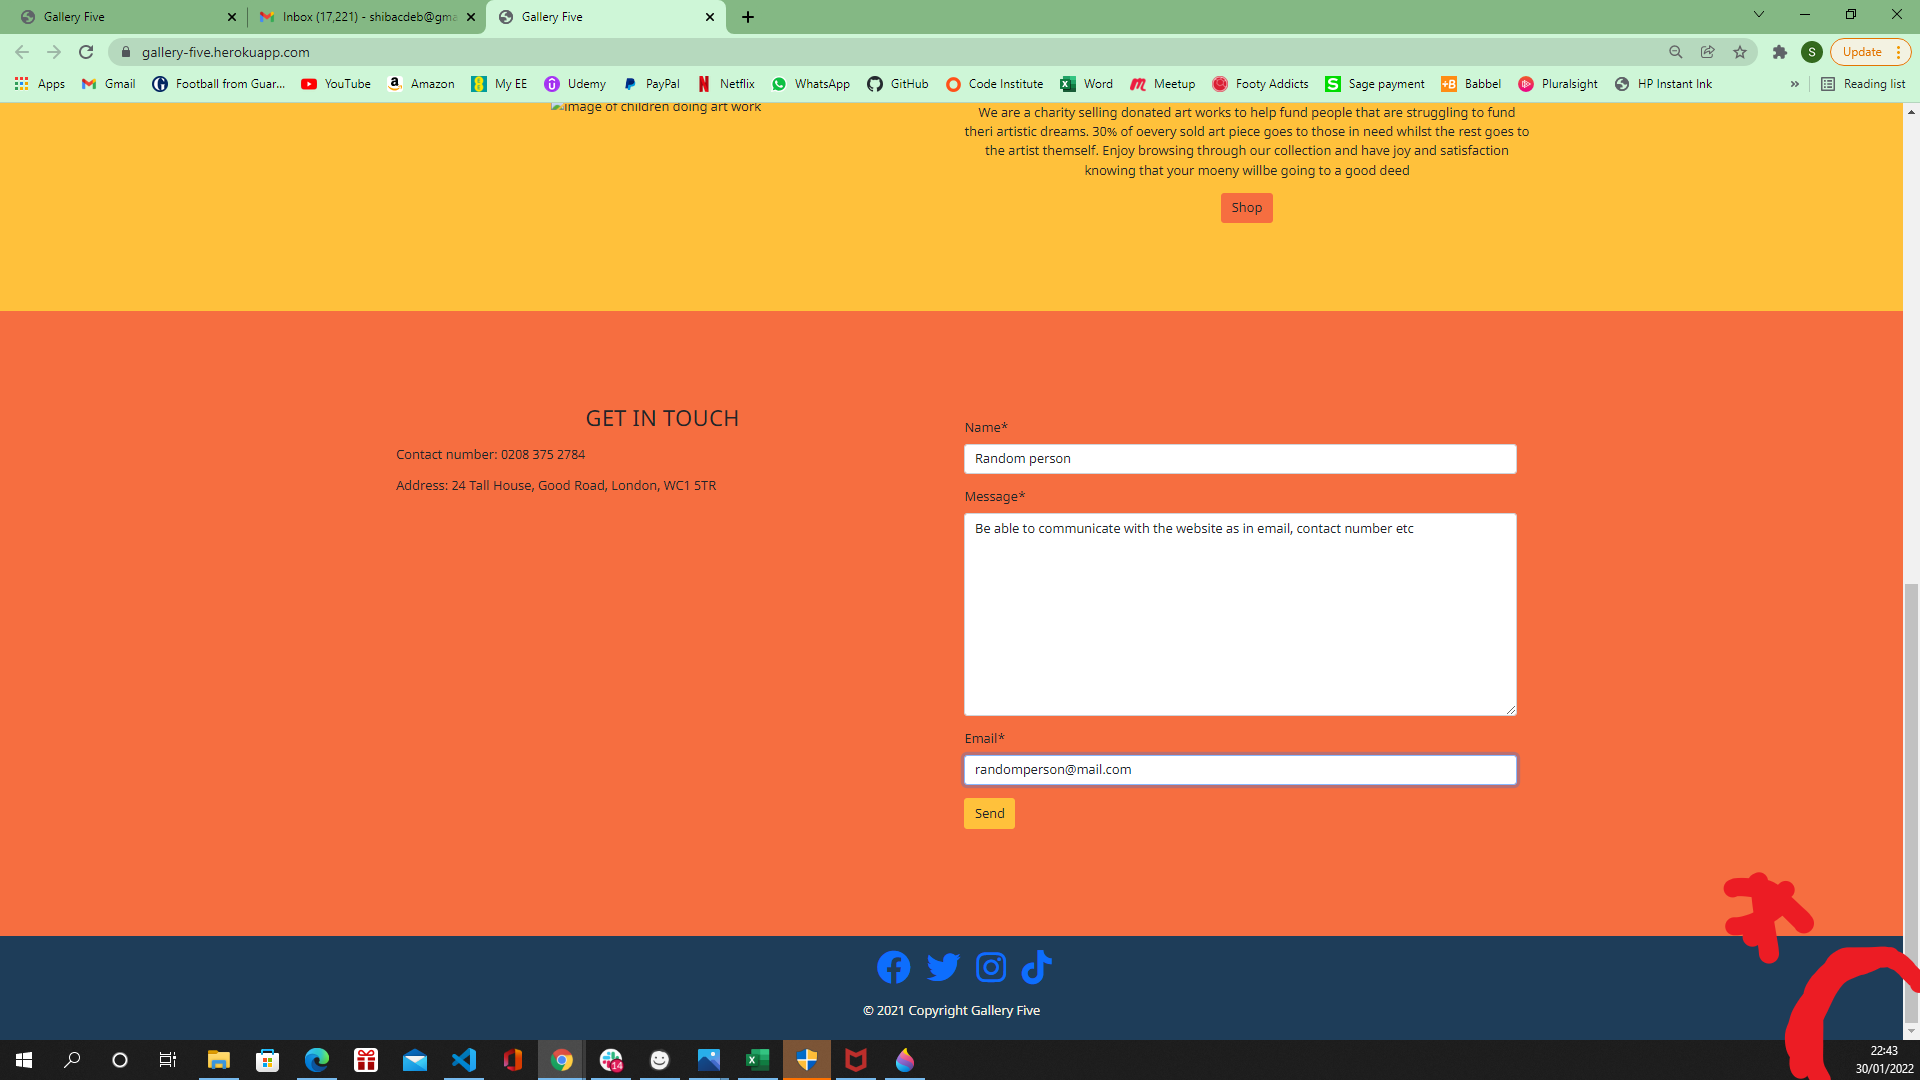 Gallery Five
Inbox (17,221) - shibacdeb@gma
Gallery Five
gallery-five.herokuapp.com
S
Update
Apps
Gmail
Football from Guar...
YouTube
Amazon
My EE
Udemy
PayPal
Netflix
WhatsApp
GitHub
Code Institute
Word
Meetup
Footy Addicts
Sage payment
Babbel
Pluralsight
HP Instant Ink
»
Reading list
Image of children doing art work
We are a charity selling donated art works to help fund people that are struggling to fund
theri artistic dreams. 30% of oevery sold art piece goes to those in need whilst the rest goes to
the artist themself. Enjoy browsing through our collection and have joy and satisfaction
knowing that your moeny willbe going to a good deed
Shop
GET IN TOUCH
Contact number: 0208 375 2784
Address: 24 Tall House, Good Road, London, WC1 5TR
Name*
Random person
Message*
Be able to communicate with the website as in email, contact number etc
Email*
randomperson@mail.com
Send
© 2021 Copyright Gallery Five
14
22:43
30/01/2022